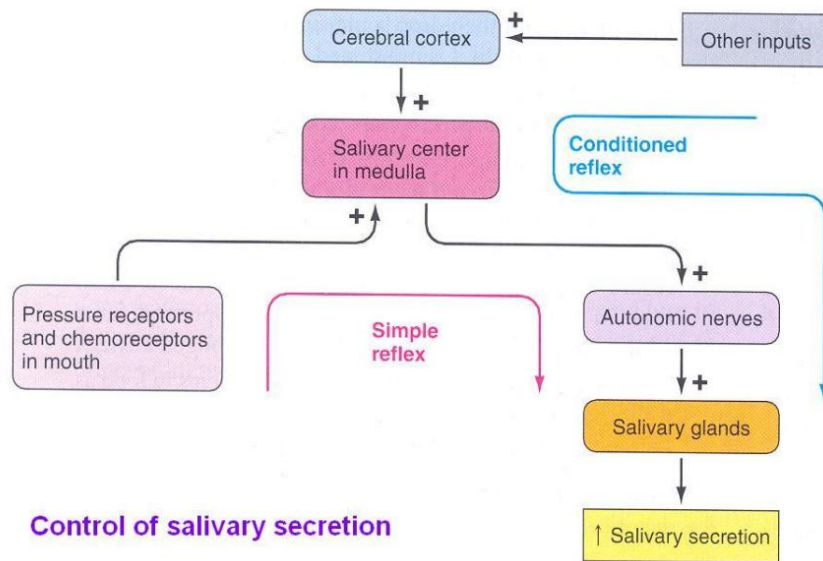 Cerebral cortex
+
Other inputs
+
Salivary center
in medulla
Conditioned
reflex
+
+
Pressure receptors
and chemoreceptors
in mouth
Simple
reflex
Autonomic nerves
+
Salivary glands
Control of salivary secretion
↑ Salivary secretion